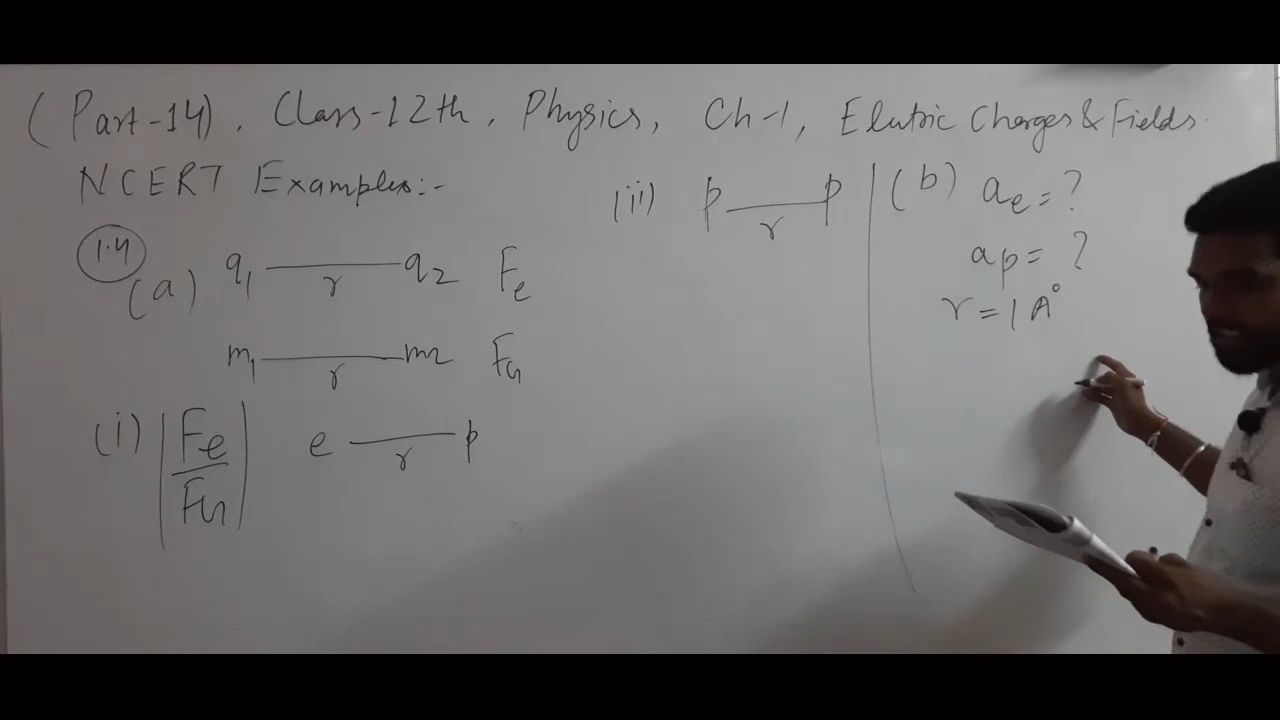 (Part-14), Class-12th, Physics, Ch-1, Elutric Charges & Fields.
NCERT Examples:-
1.4
(a) q1 r q2 Fe
m1 r m2 FG
(i) |Fe/FG| e r p
(ii) p r p
(b) ae = ?
ap = ?
r = 1 A°